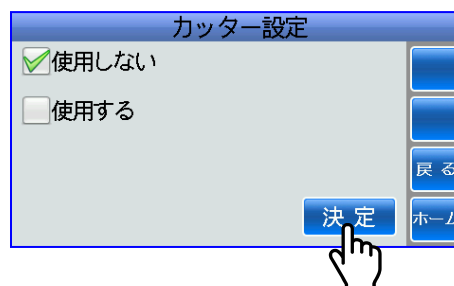 カッター設定
使用しない
使用する
戻る
決定
ホーム